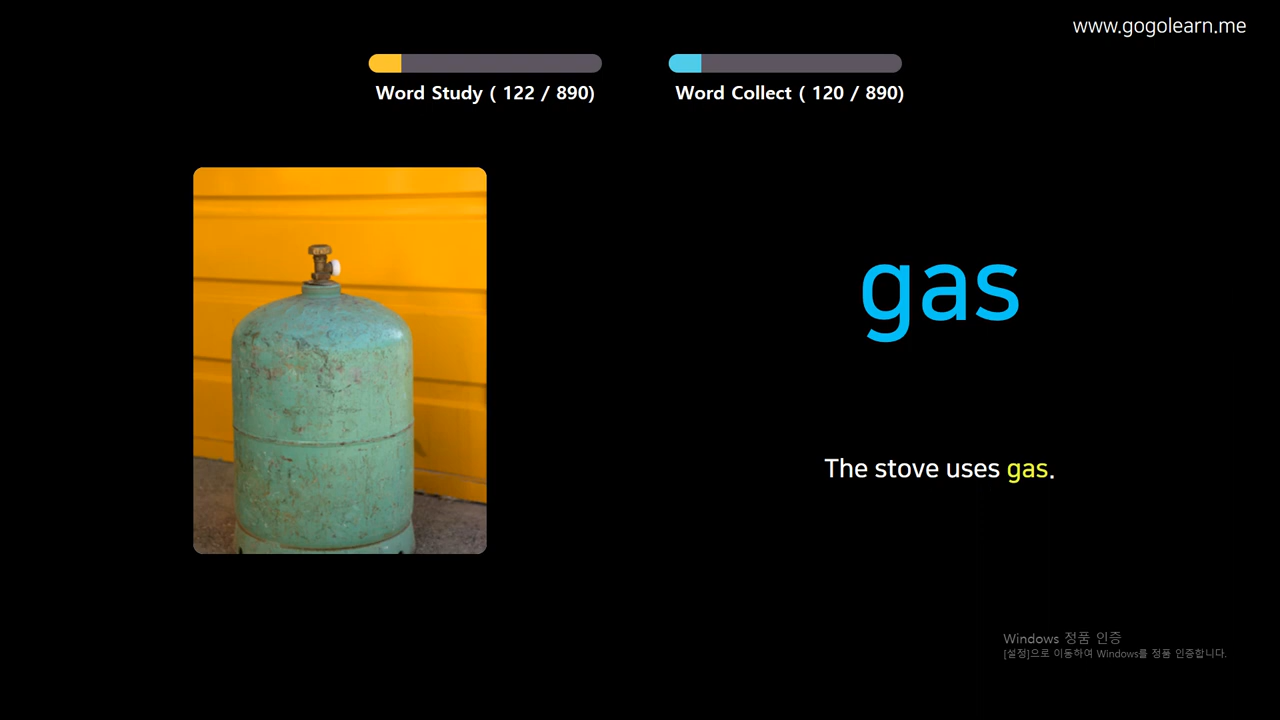 www.gogolearn.me
Word Study ( 122 / 890)
Word Collect ( 120 / 890)
gas
The stove uses gas.
Windows 정품 인증
[설정]으로 이동하여 Windows를 정품 인증합니다.